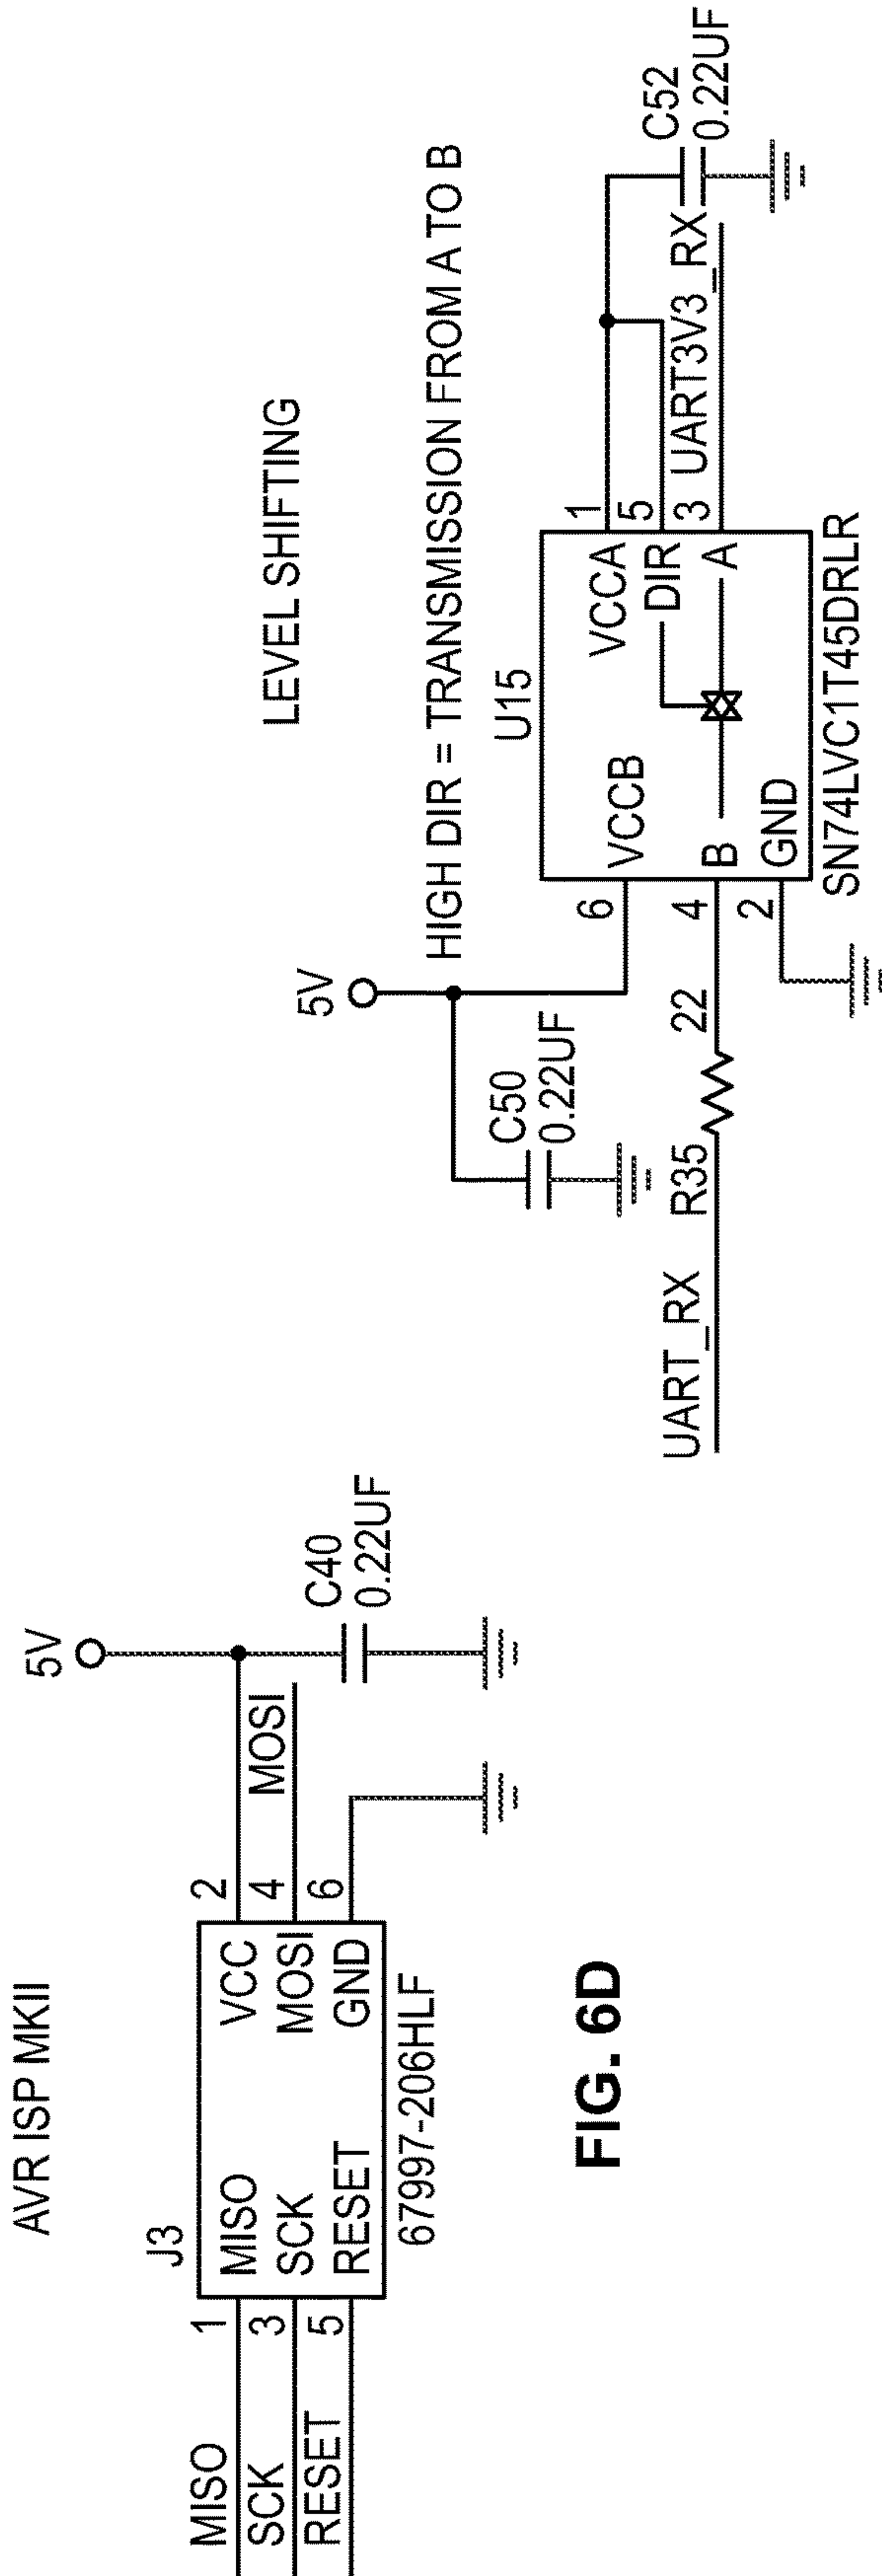 AVR ISP MKII
5V
J3
MISO
1
MISO
VCC
2
SCK
3
SCK
MOSI
4
MOSI
RESET
5
RESET
GND
6
67997-206HLF
C40
0.22UF
FIG. 6D
LEVEL SHIFTING
5V
HIGH DIR = TRANSMISSION FROM A TO B
C50
0.22UF
U15
6
VCCB
VCCA
1
DIR
5
UART_RX
R35
22
4
B
A
3
UART3V3_RX
2
GND
SN74LVC1T45DRLR
C52
0.22UF